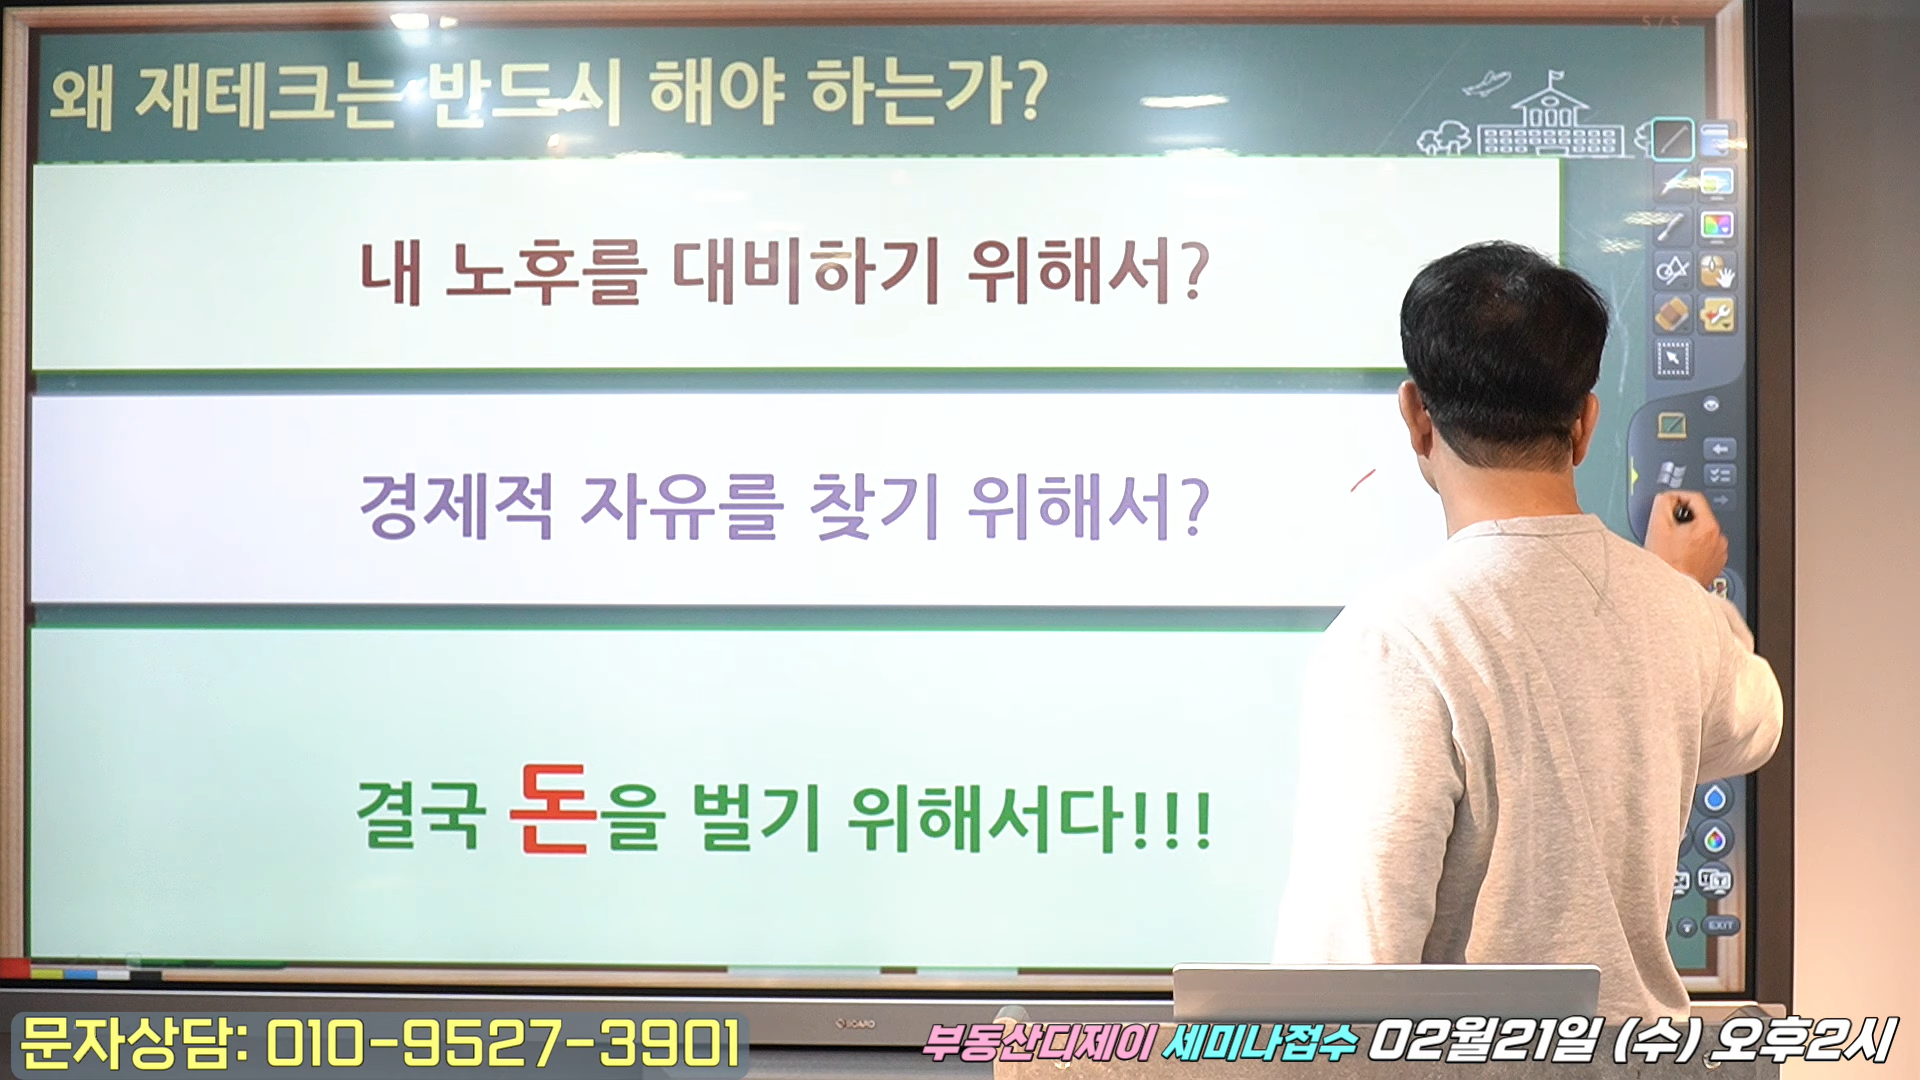 5/5
왜 재테크는 반드시 해야 하는가?
내 노후를 대비하기 위해서?
경제적 자유를 찾기 위해서?
결국 돈을 벌기 위해서다!!!
EXIT
문자상담: 010-9527-3901
부동산디제이 세미나접수 02월21일 (수) 오후2시